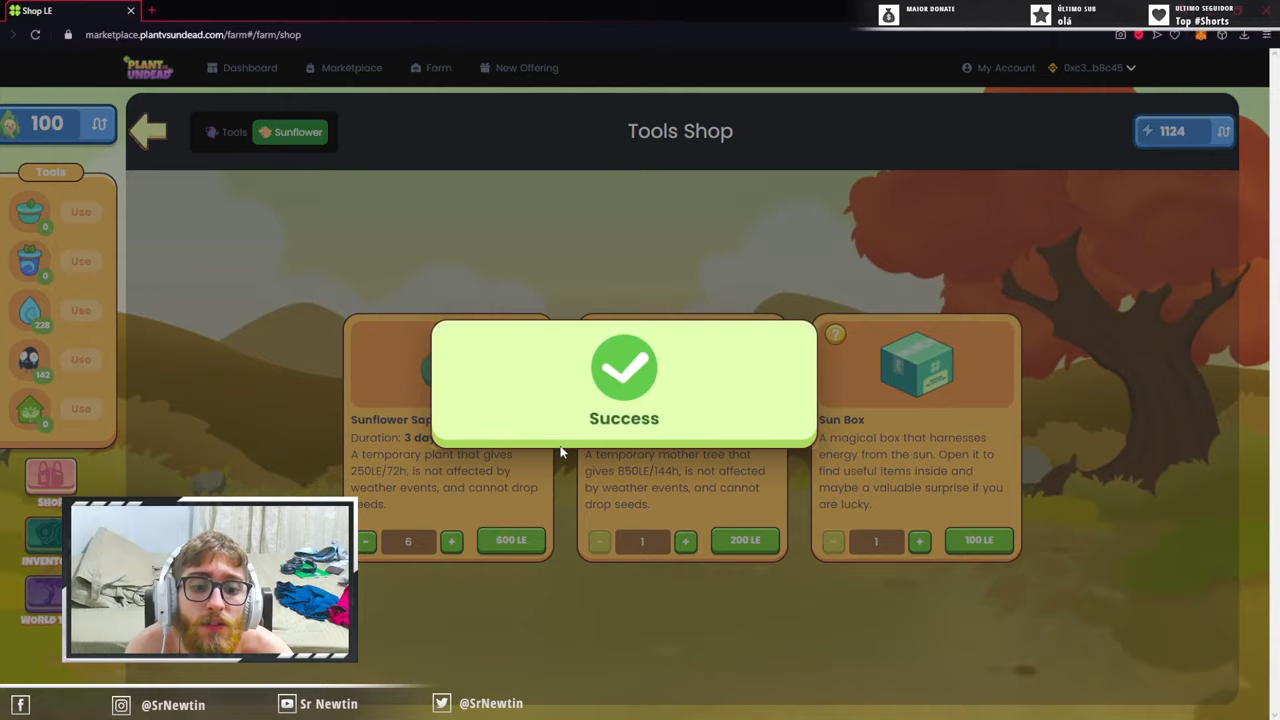 Shop LE
MAIOR DONATE
ÚLTIMO SUB
olá
ÚLTIMO SEGUIDOR
Top #Shorts
marketplace.plantvsundead.com/farm#/farm/shop
PLANT UNDEAD
Dashboard
Marketplace
Farm
New Offering
My Account
0xc3...b8c45
100
Tools
Sunflower
Tools Shop
1124
Tools
0
Use
0
Use
228
Use
142
Use
0
Use
Success
Sunflower Sap
Duration: 3 day
A temporary plant that gives
250LE/72h, is not affected by
weather events, and cannot drop
seeds.
- 6 + 600 LE
A temporary mother tree that
gives 850LE/144h, is not affected
by weather events, and cannot
drop seeds.
- 1 + 200 LE
?
Sun Box
A magical box that harnesses
energy from the sun. Open it to
find useful items inside and
maybe a valuable surprise if you
are lucky.
- 1 + 100 LE
SHOP
INVENT
WORLD T
@SrNewtin
Sr Newtin
@SrNewtin